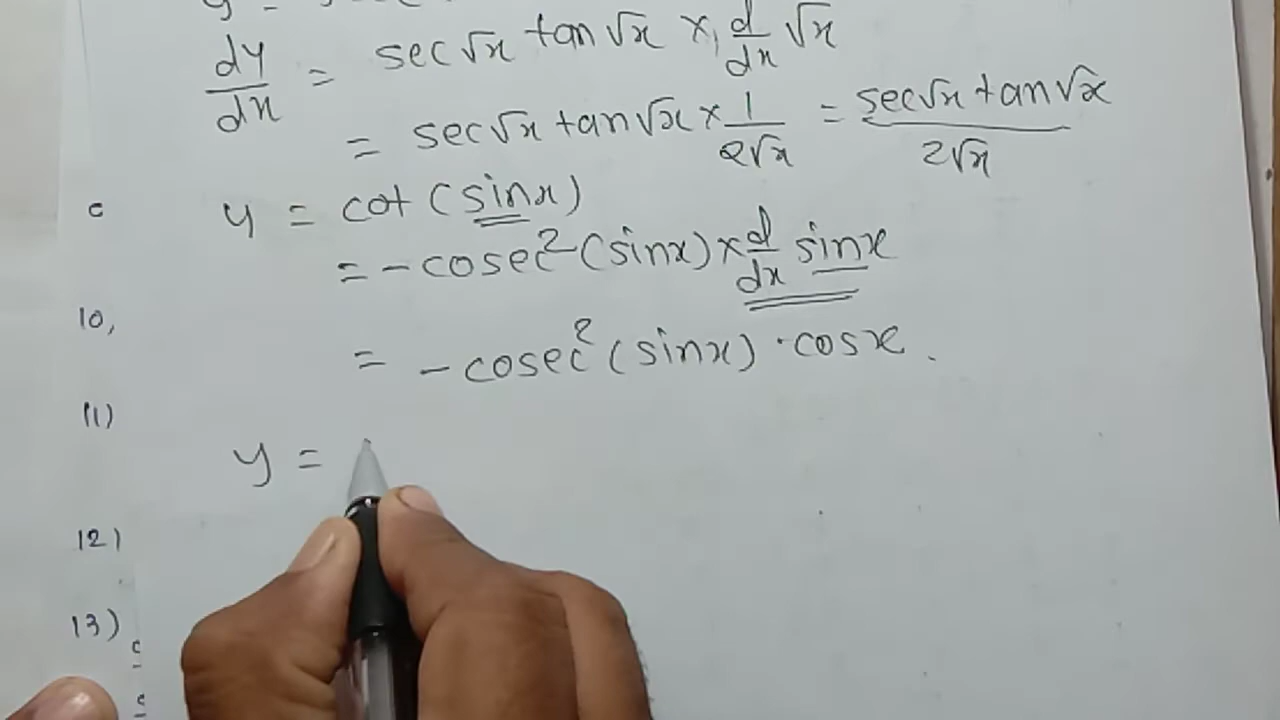 dy/dx = sec√x tan√x × d/dx √x
= sec√x tan√x × 1/2√x = sec√x tan√x / 2√x
y = cot (sinx)
= -cosec²(sinx) × d/dx sinx
10,
= -cosec²(sinx) · cosx .
11)
y =
12)
13)